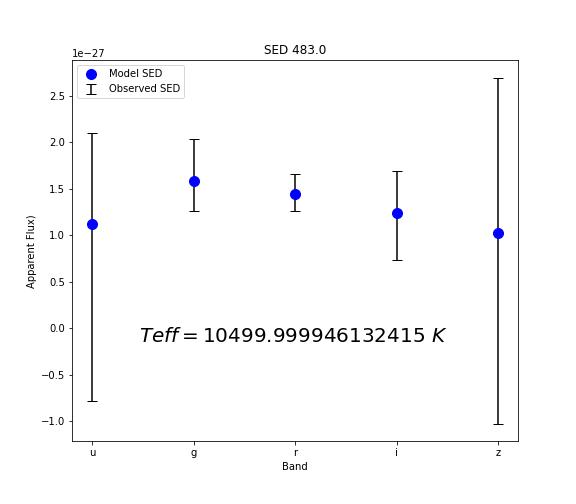 SED 483.0
1e−27
Model SED
Observed SED
2.5
2.0
1.5
1.0
0.5
0.0
−0.5
−1.0
Apparent Flux)
Teff = 10499.999946132415 K
u g r i z
Band